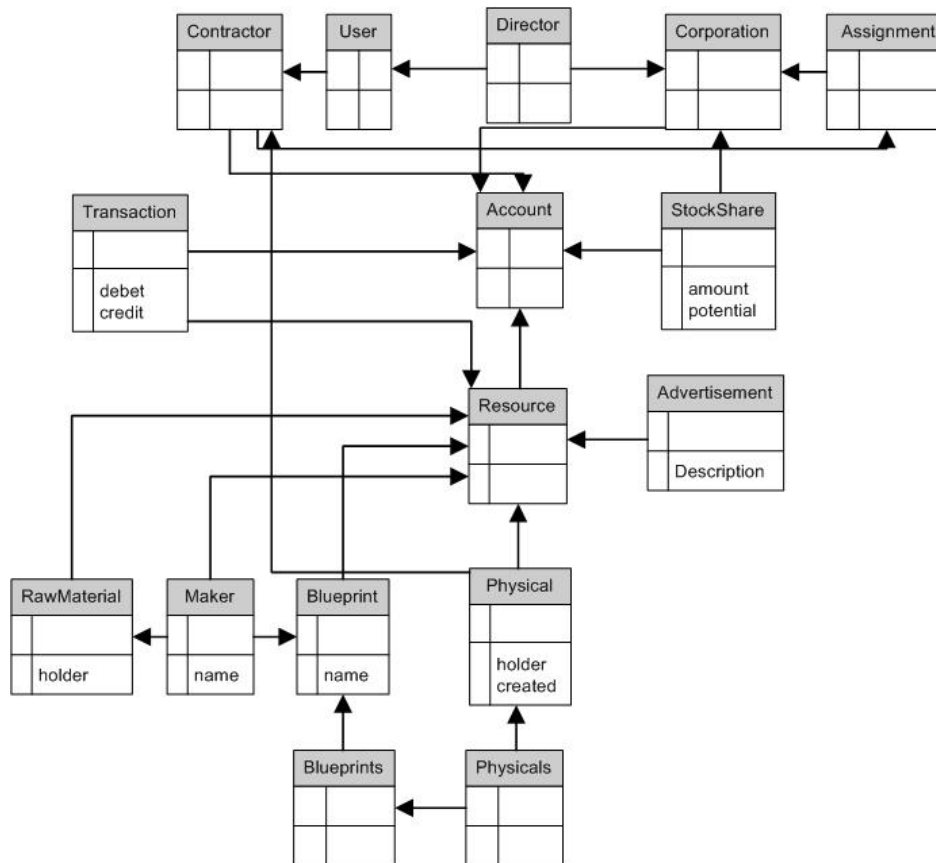 Contractor
User
Director
Corporation
Assignment
Transaction
debet
credit
Account
StockShare
amount
potential
Resource
Advertisement
Description
RawMaterial
holder
Maker
name
Blueprint
name
Physical
holder
created
Blueprints
Physicals